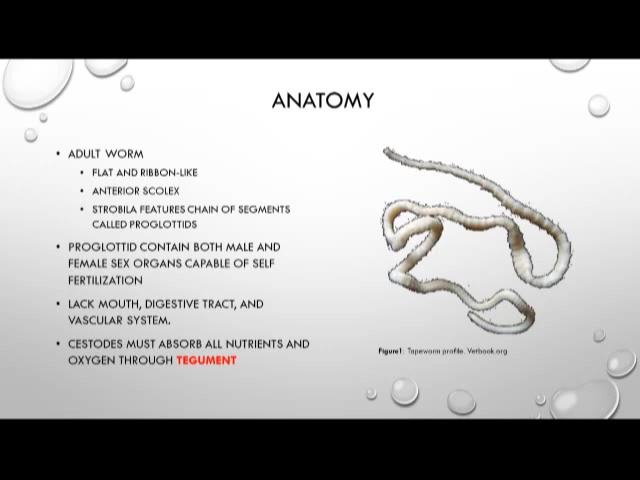 ANATOMY
• ADULT WORM
• FLAT AND RIBBON-LIKE
• ANTERIOR SCOLEX
• STROBILA FEATURES CHAIN OF SEGMENTS
CALLED PROGLOTTIDS
• PROGLOTTID CONTAIN BOTH MALE AND
FEMALE SEX ORGANS CAPABLE OF SELF
FERTILIZATION
• LACK MOUTH, DIGESTIVE TRACT, AND
VASCULAR SYSTEM.
• CESTODES MUST ABSORB ALL NUTRIENTS AND
OXYGEN THROUGH TEGUMENT
Figure1: Tapeworm profile. Vetbook.org